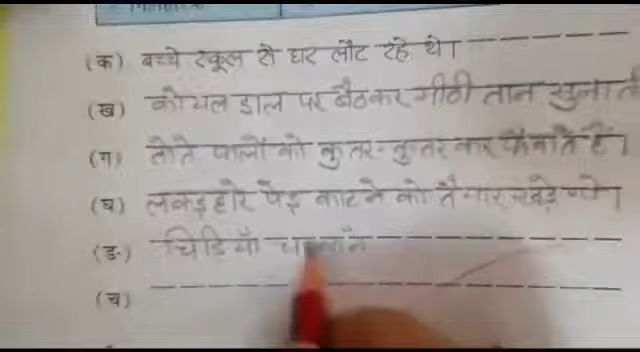 (क) बच्चे स्कूल से घर लौट रहे थे।
(ख) कोयल डाल पर बैठकर मीठी तान सुनाती
(ग) तोते फलों को कुतर-कुतर कर फेंकते हैं।
(घ) लकड़हारे पेड़ काटने को तैयार खड़े थे।
(ङ) चिडियाँ
(च)